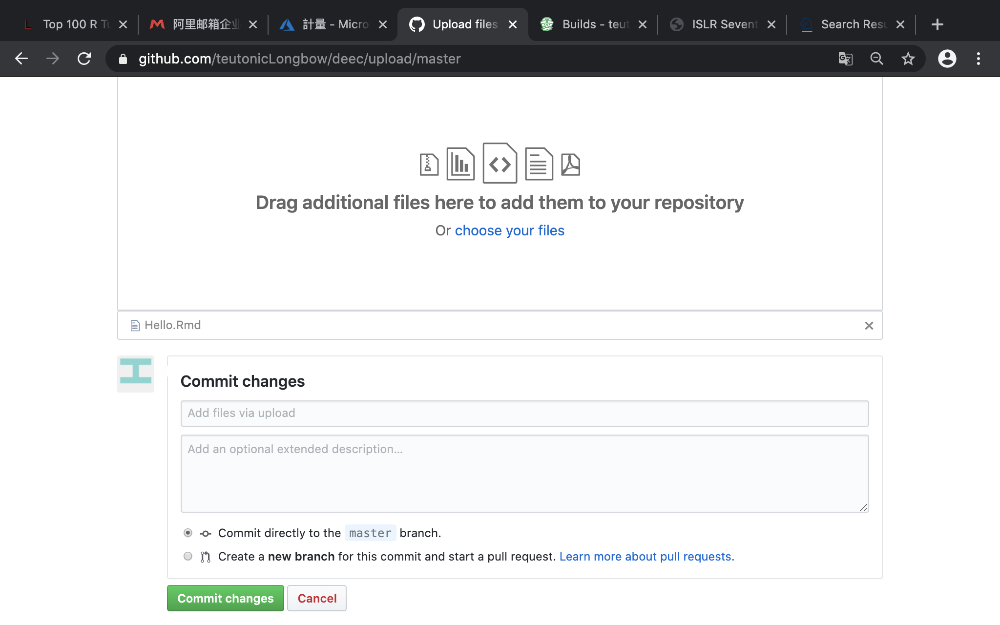 Top 100 R Tu
阿里邮箱企业
計量 - Micro
Upload files
Builds - teut
ISLR Sevent
Search Resu
github.com/teutonicLongbow/deec/upload/master
Drag additional files here to add them to your repository
Or choose your files
Hello.Rmd
Commit changes
Add files via upload
Add an optional extended description...
Commit directly to the master branch.
Create a new branch for this commit and start a pull request. Learn more about pull requests.
Commit changes
Cancel